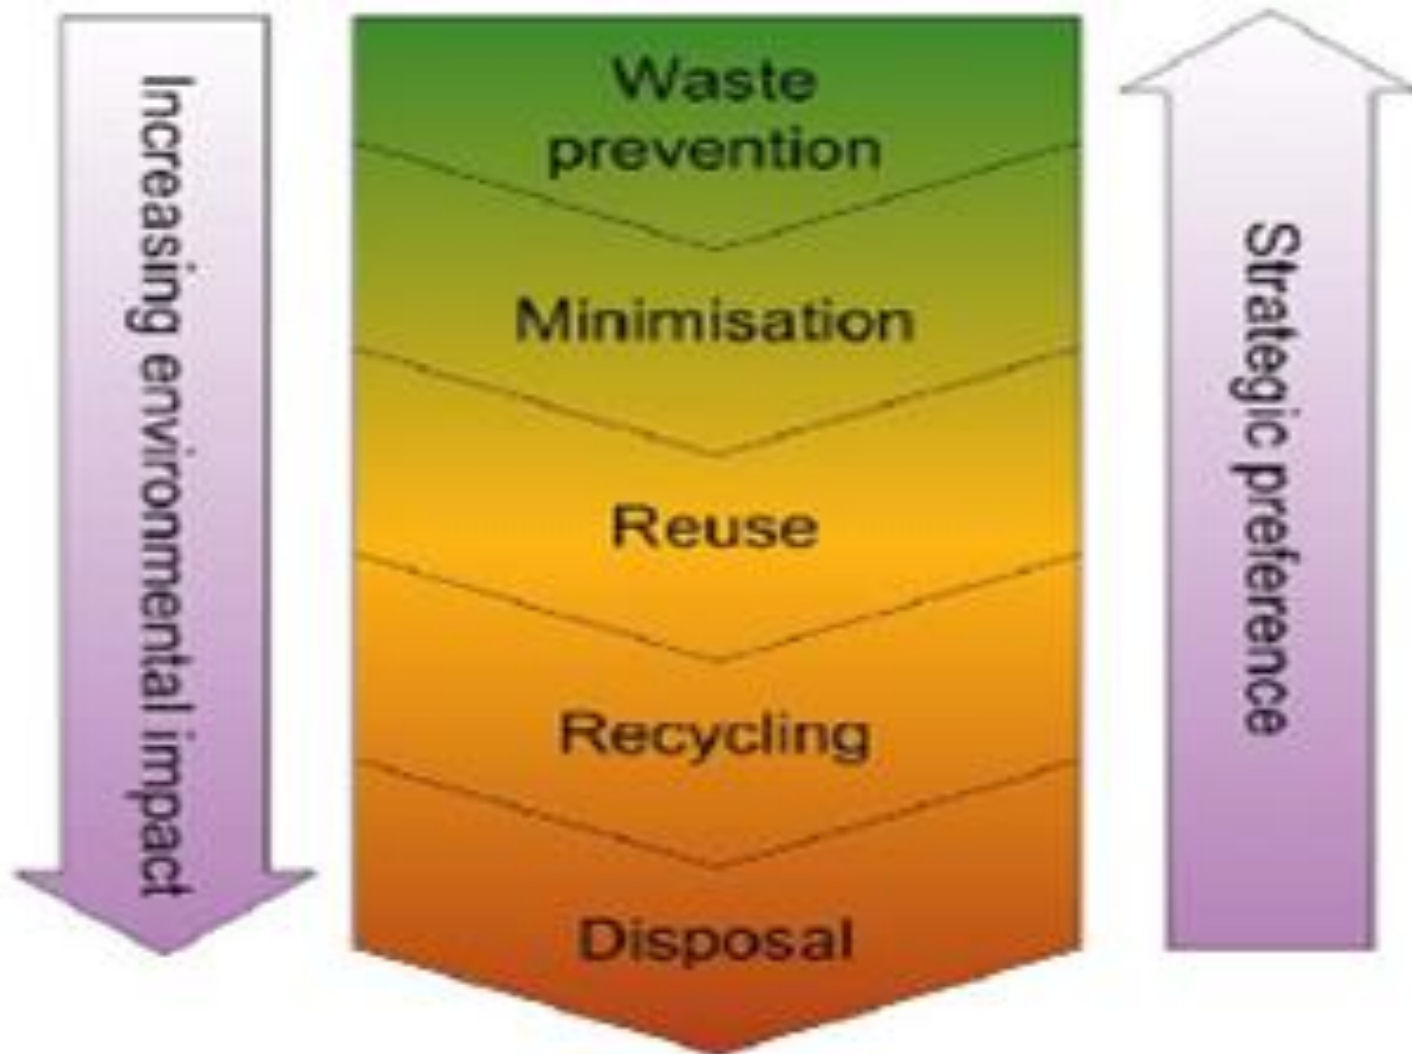 Increasing environmental impact
Waste
prevention
Minimisation
Reuse
Recycling
Disposal
Strategic preference